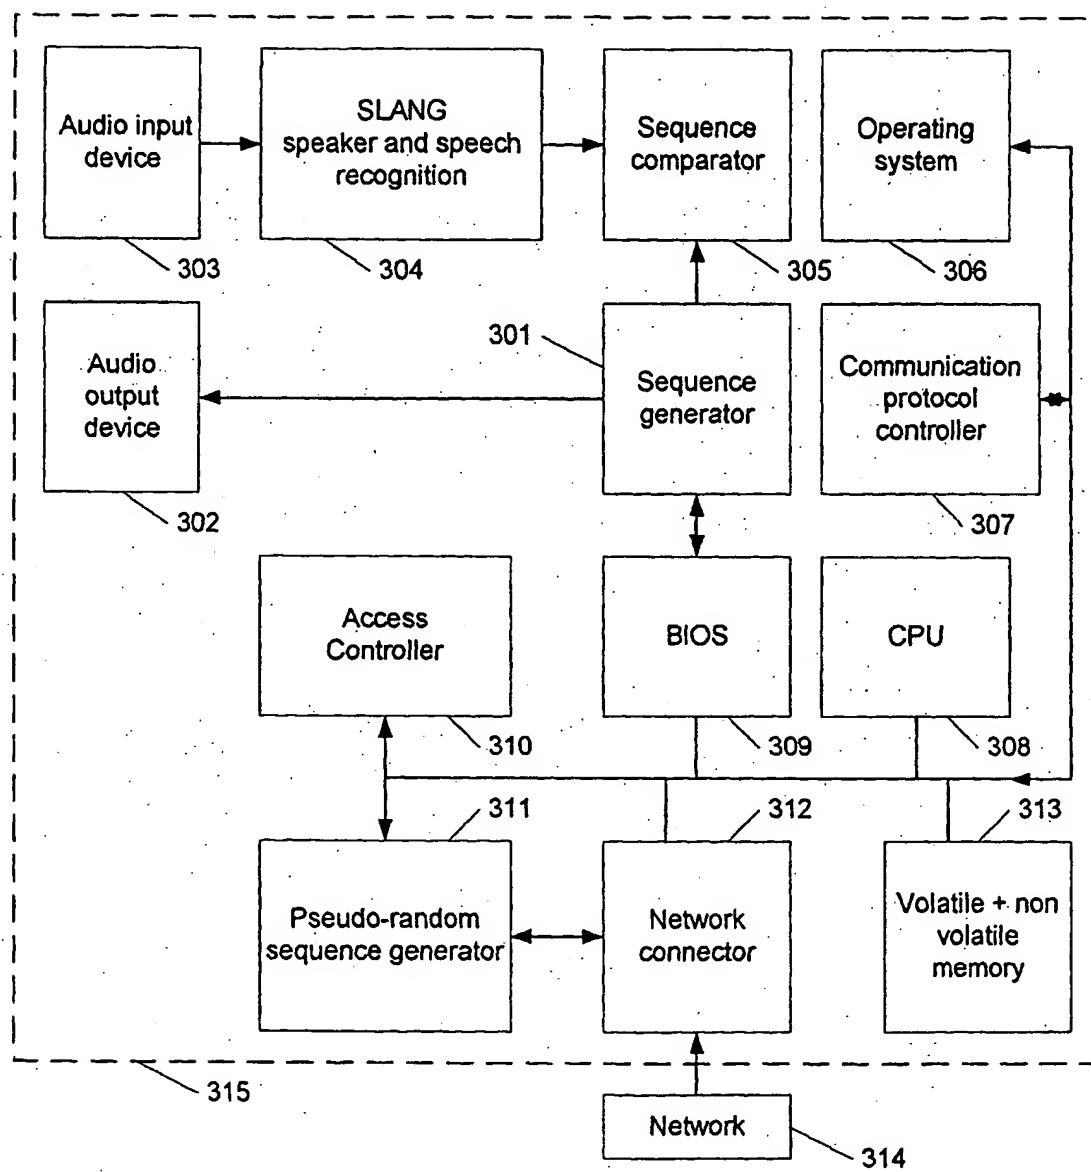 Audio input
device
SLANG
speaker and speech
recognition
Sequence
comparator
Operating
system
303
304
305
306
301
Audio
output
device
Sequence
generator
Communication
protocol
controller
302
307
Access
Controller
BIOS
CPU
310
309
308
311
312
313
Pseudo-random
sequence generator
Network
connector
Volatile + non
volatile
memory
315
Network
314